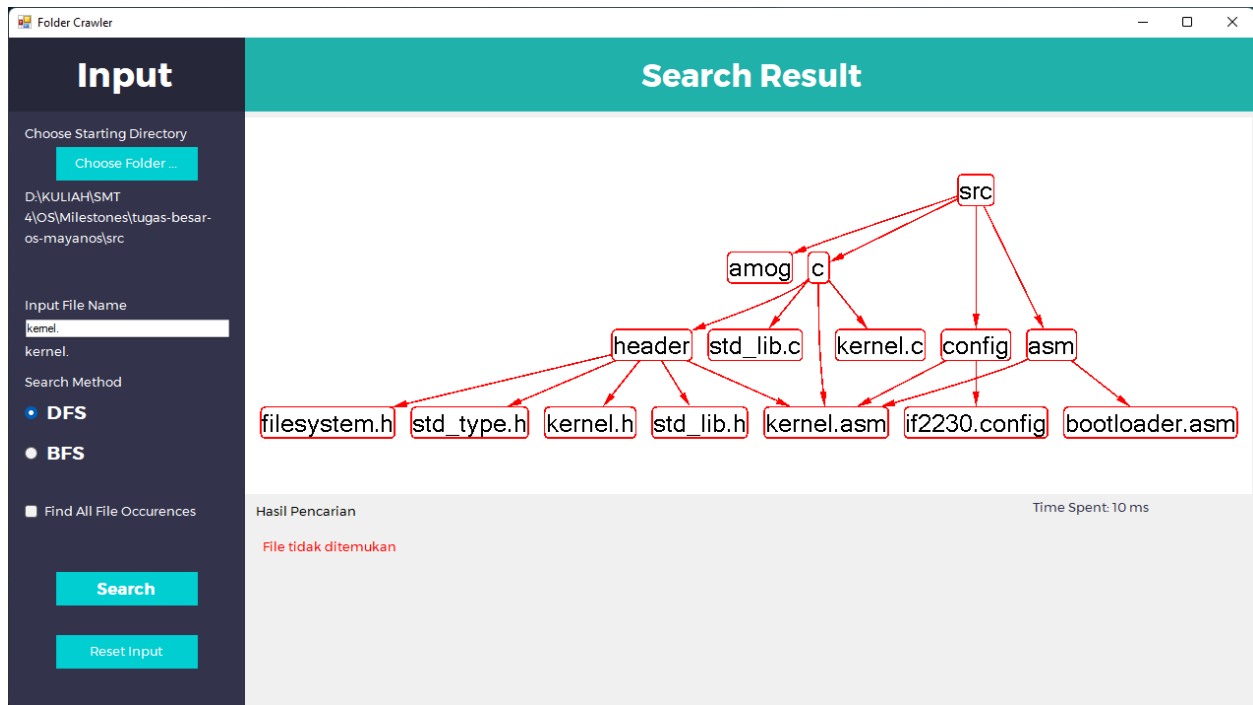 Folder Crawler
Input
Search Result
Choose Starting Directory
Choose Folder ...
D:\KULIAH\SMT
4\OS\Milestones\tugas-besar-
os-mayanos\src
Input File Name
kernel.
kernel.
Search Method
DFS
BFS
Find All File Occurences
Search
Reset Input
src
amog c
header std_lib.c kernel.c config asm
filesystem.h std_type.h kernel.h std_lib.h kernel.asm if2230.config bootloader.asm
Hasil Pencarian
Time Spent: 10 ms
File tidak ditemukan